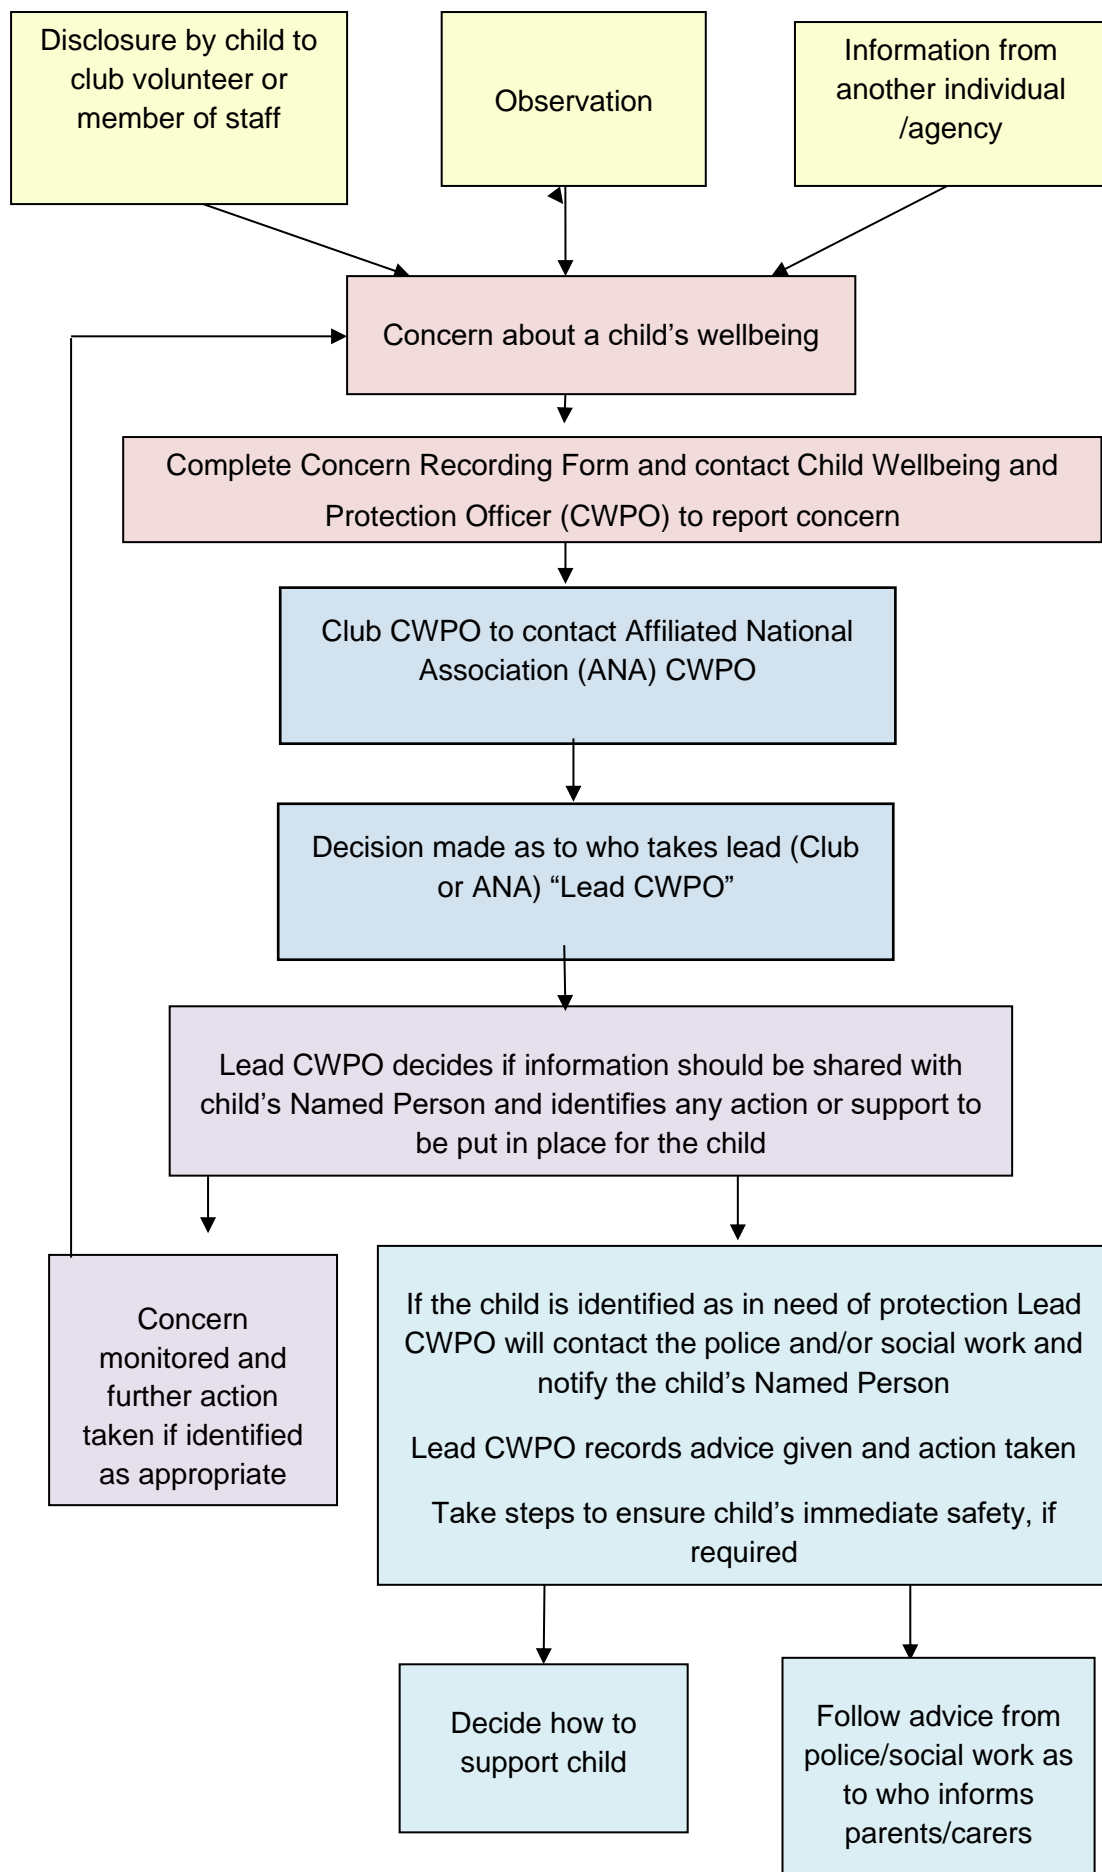 Disclosure by child to
club volunteer or
member of staff
Observation
Information from
another individual
/agency
Concern about a child’s wellbeing
Complete Concern Recording Form and contact Child Wellbeing and
Protection Officer (CWPO) to report concern
Club CWPO to contact Affiliated National
Association (ANA) CWPO
Decision made as to who takes lead (Club
or ANA) “Lead CWPO”
Lead CWPO decides if information should be shared with
child’s Named Person and identifies any action or support to
be put in place for the child
Concern
monitored and
further action
taken if identified
as appropriate
If the child is identified as in need of protection Lead
CWPO will contact the police and/or social work and
notify the child’s Named Person
Lead CWPO records advice given and action taken
Take steps to ensure child’s immediate safety, if
required
Decide how to
support child
Follow advice from
police/social work as
to who informs
parents/carers